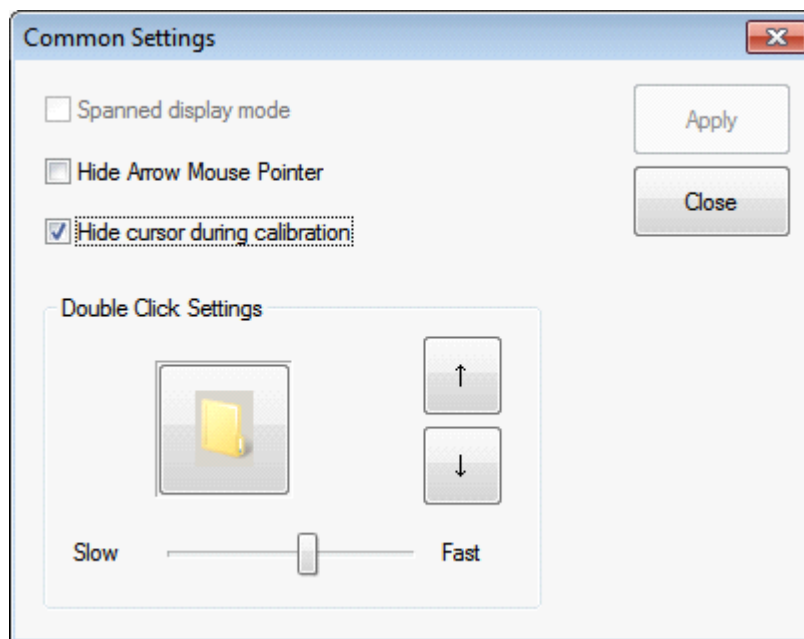 Common Settings
Spanned display mode
Apply
Hide Arrow Mouse Pointer
Close
Hide cursor during calibration
Double Click Settings
↑
↓
Slow
Fast